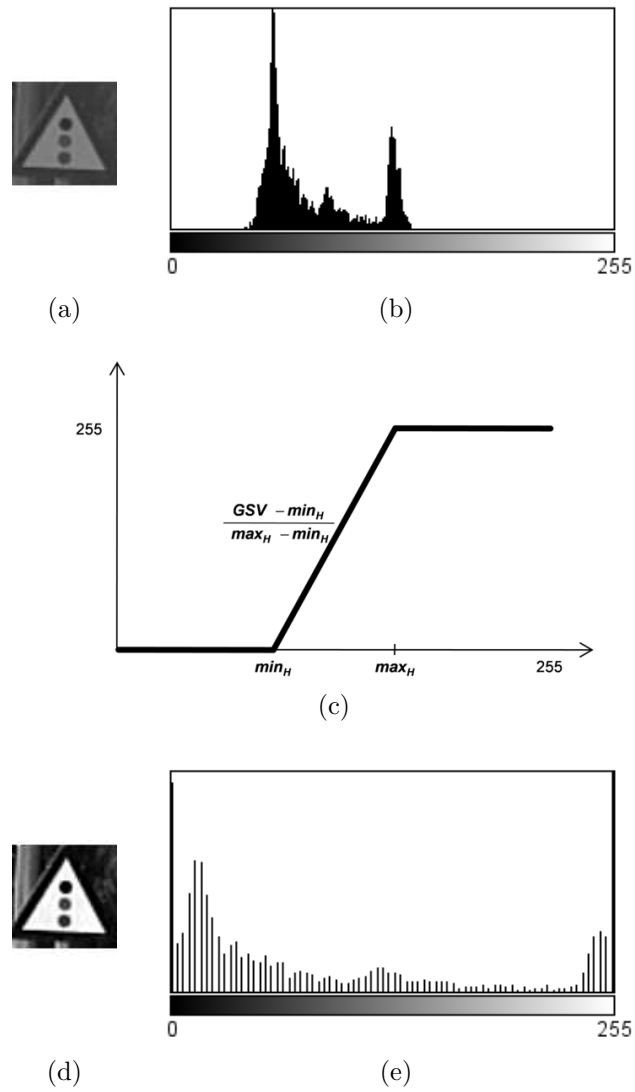 0 255
(a) (b)
255
GSV – min_H
max_H – min_H
min_H max_H 255
(c)
0 255
(d) (e)